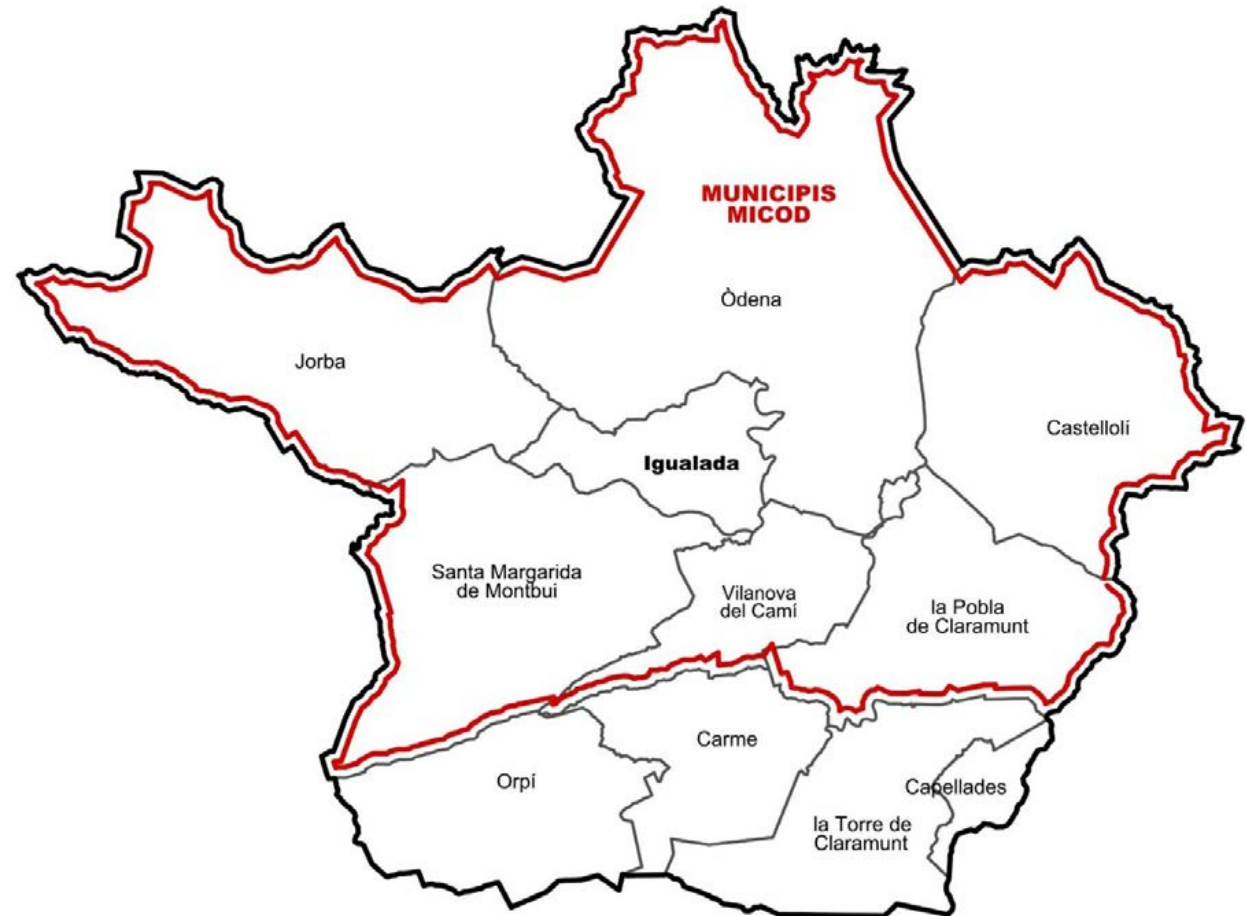 MUNICIPIS
MICOD
Òdena
Jorba
Castellolí
Igualada
Santa Margarida
de Montbui
Vilanova
del Camí
la Pobla
de Claramunt
Carme
Orpí
Capellades
la Torre de
Claramunt